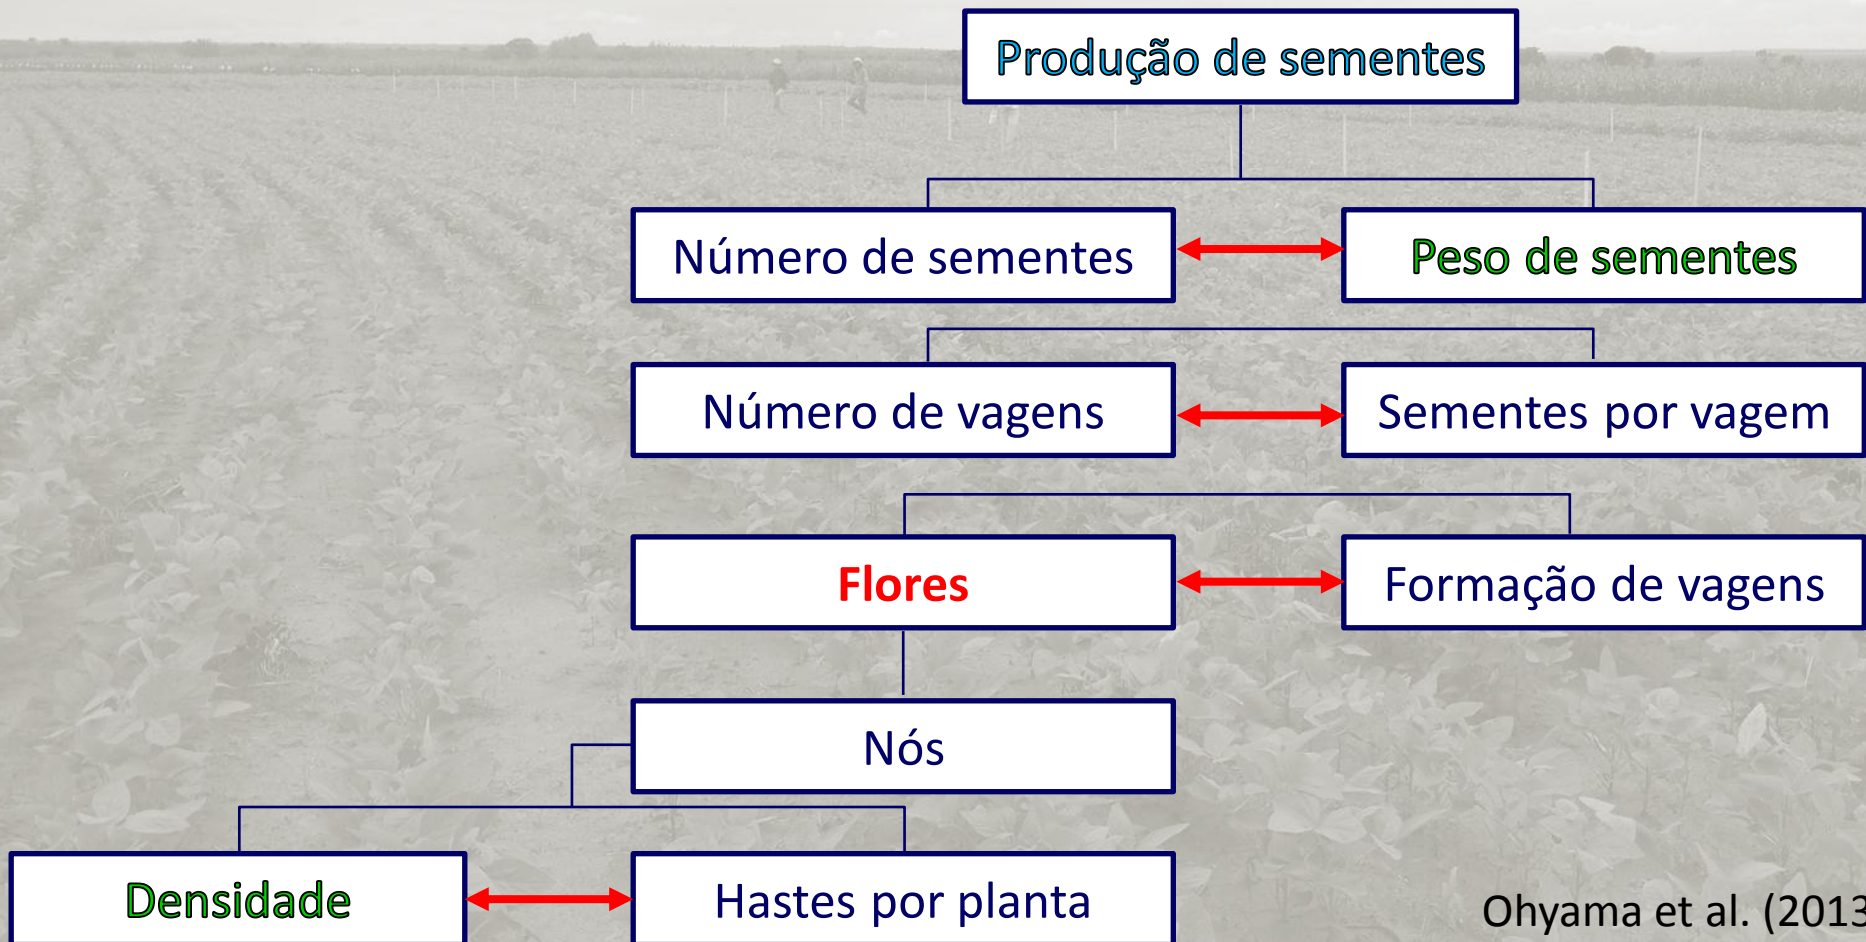 Produção de sementes
Número de sementes
Peso de sementes
Número de vagens
Sementes por vagem
Flores
Formação de vagens
Nós
Densidade
Hastes por planta
Ohyama et al. (2013